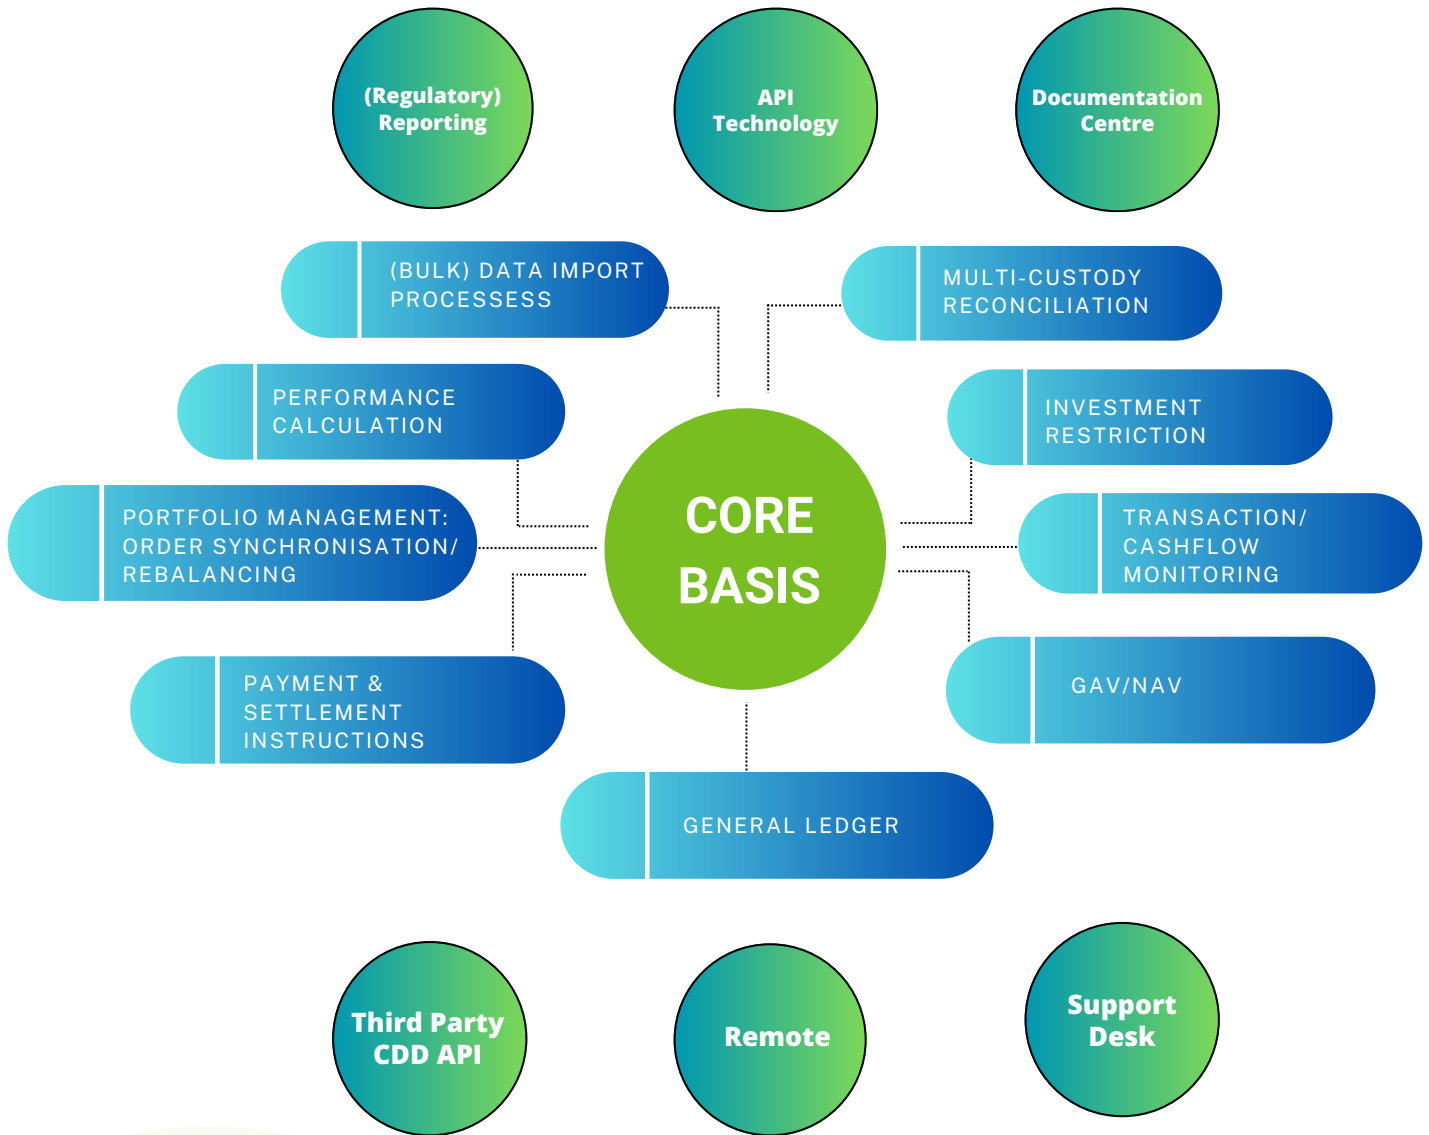 (Regulatory)
Reporting
API
Technology
Documentation
Centre
(BULK) DATA IMPORT
PROCESSESS
MULTI-CUSTODY
RECONCILIATION
PERFORMANCE
CALCULATION
INVESTMENT
RESTRICTION
PORTFOLIO MANAGEMENT:
ORDER SYNCHRONISATION/
REBALANCING
CORE
BASIS
TRANSACTION/
CASHFLOW
MONITORING
PAYMENT &
SETTLEMENT
INSTRUCTIONS
GAV/NAV
GENERAL LEDGER
Third Party
CDD API
Remote
Support
Desk